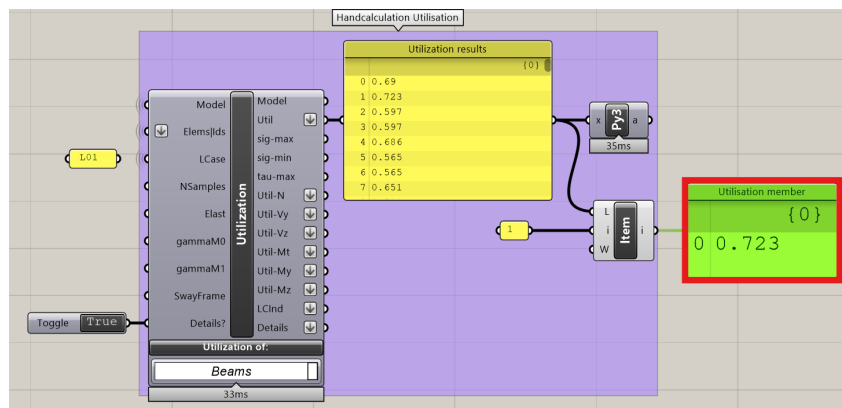 Handcalculation Utilisation
Utilization results
{0}
0 0.69
1 0.723
2 0.597
3 0.597
4 0.686
5 0.565
6 0.565
7 0.651
Model
Elems|Ids
LCase
NSamples
Elast
gammaM0
gammaM1
SwayFrame
Details?
Utilization
Model
Util
sig-max
sig-min
tau-max
Util-N
Util-Vy
Util-Vz
Util-Mt
Util-My
Util-Mz
LCInd
Details
Utilization of:
Beams
33ms
L01
Toggle True
x Py3 a
35ms
1
L
i
W
Item
i
Utilisation member
{0}
0 0.723